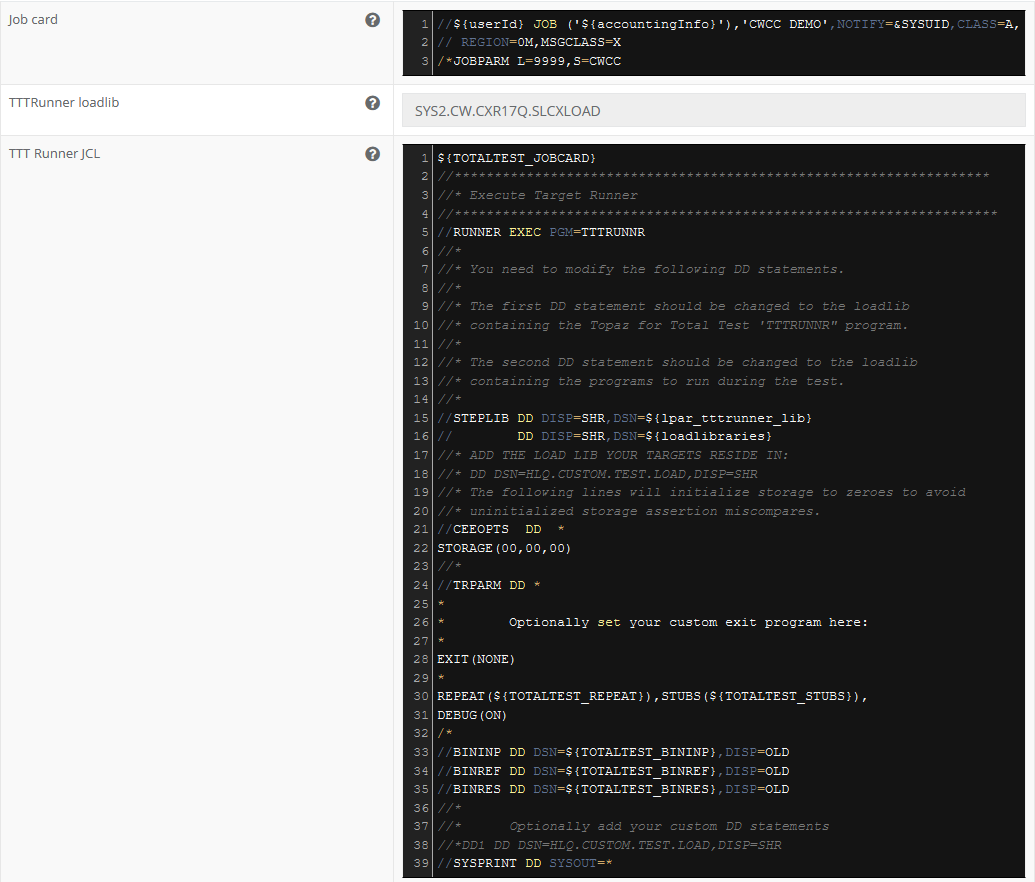 Job card
1 //${userId} JOB ('${accountingInfo}'),'CWCC DEMO',NOTIFY=&SYSUID,CLASS=A,
2 // REGION=0M,MSGCLASS=X
3 /*JOBPARM L=9999,S=CWCC
TTTRunner loadlib
SYS2.CW.CXR17Q.SLCXLOAD
TTT Runner JCL
1 ${TOTALTEST_JOBCARD}
2 //*******************************************************************
3 //* Execute Target Runner
4 //********************************************************************
5 //RUNNER EXEC PGM=TTTRUNNR
6 //*
7 //* You need to modify the following DD statements.
8 //*
9 //* The first DD statement should be changed to the loadlib
10 //* containing the Topaz for Total Test 'TTTRUNNR" program.
11 //*
12 //* The second DD statement should be changed to the loadlib
13 //* containing the programs to run during the test.
14 //*
15 //STEPLIB DD DISP=SHR,DSN=${lpar_tttrunner_lib}
16 //        DD DISP=SHR,DSN=${loadlibraries}
17 //* ADD THE LOAD LIB YOUR TARGETS RESIDE IN:
18 //* DD DSN=HLQ.CUSTOM.TEST.LOAD,DISP=SHR
19 //* The following lines will initialize storage to zeroes to avoid
20 //* uninitialized storage assertion miscompares.
21 //CEEOPTS  DD  *
22 STORAGE(00,00,00)
23 //*
24 //TRPARM DD *
25 *
26 *        Optionally set your custom exit program here:
27 *
28 EXIT(NONE)
29 *
30 REPEAT(${TOTALTEST_REPEAT}),STUBS(${TOTALTEST_STUBS}),
31 DEBUG(ON)
32 /*
33 //BININP DD DSN=${TOTALTEST_BININP},DISP=OLD
34 //BINREF DD DSN=${TOTALTEST_BINREF},DISP=OLD
35 //BINRES DD DSN=${TOTALTEST_BINRES},DISP=OLD
36 //*
37 //*      Optionally add your custom DD statements
38 //*DD1 DD DSN=HLQ.CUSTOM.TEST.LOAD,DISP=SHR
39 //SYSPRINT DD SYSOUT=*